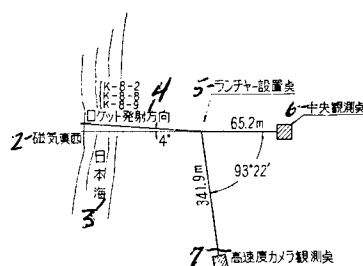 K-8-2
K-8-8
K-8-9
4
ロケット発射方向
5-ランチャー設置点
6-中央観測点
65.2m
2-磁気真西
4°
93°22′
日本海
3
341.9m
7
高速度カメラ観測点